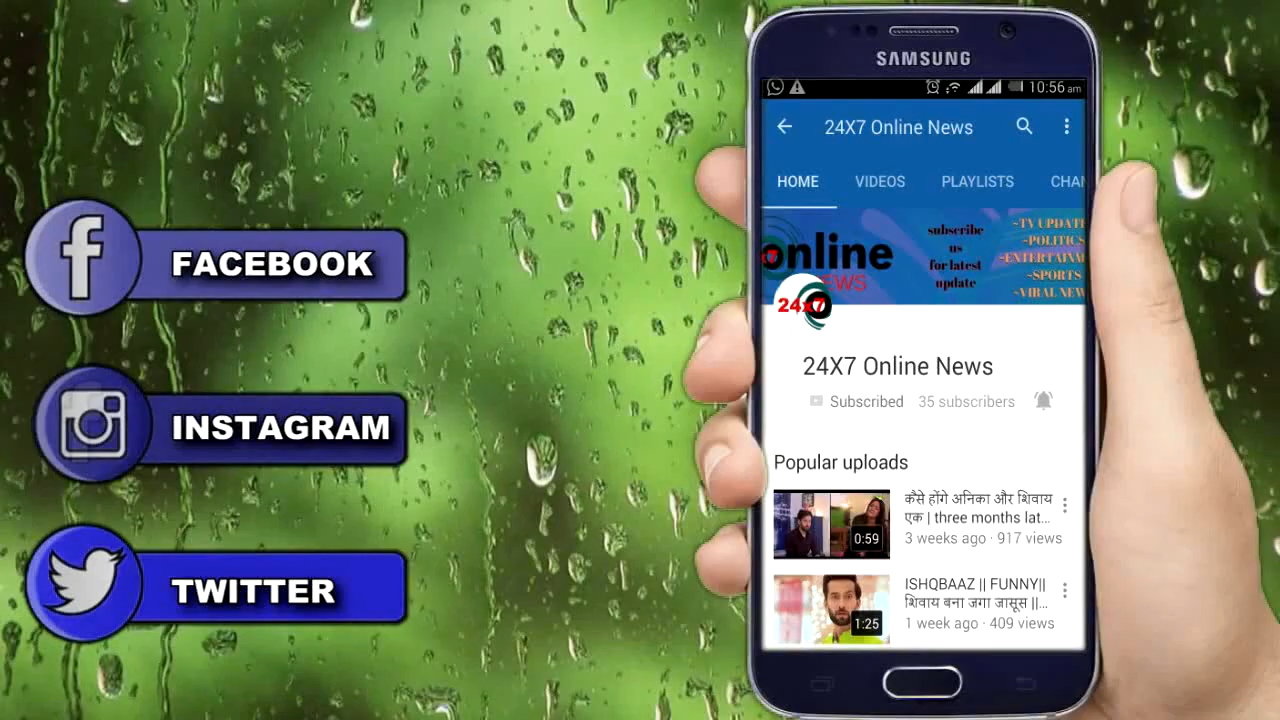 FACEBOOK
INSTAGRAM
TWITTER
SAMSUNG
10:56 am
24X7 Online News
HOME VIDEOS PLAYLISTS CHAN
online
NEWS
subscribe
us
for latest
update
~TV UPDATE
~POLITICS
~ENTERTAINM
~SPORTS
~VIRAL NEW
24x7
24X7 Online News
Subscribed 35 subscribers
Popular uploads
0:59
कैसे होंगे अनिका और शिवाय
एक | three months lat...
3 weeks ago · 917 views
1:25
ISHQBAAZ || FUNNY||
शिवाय बना जगा जासूस ||...
1 week ago · 409 views